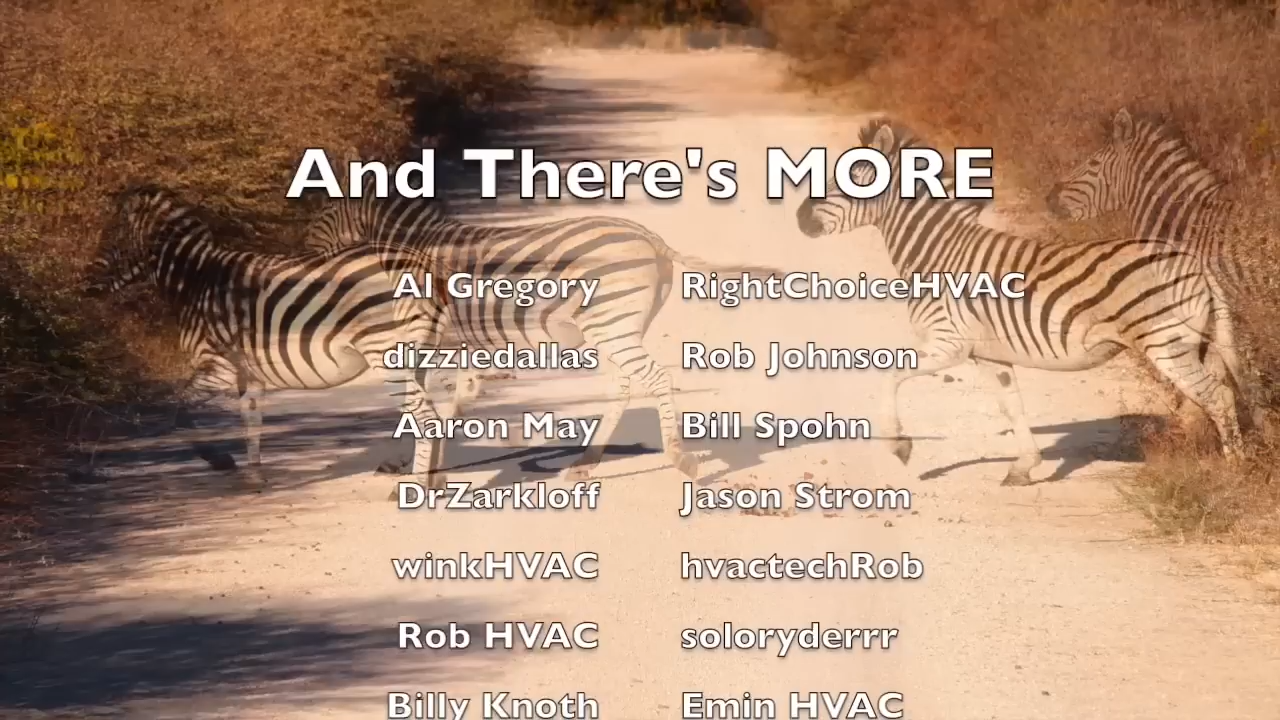 And There's MORE
Al Gregory RightChoiceHVAC
dizziedallas Rob Johnson
Aaron May Bill Spohn
DrZarkloff Jason Strom
winkHVAC hvactechRob
Rob HVAC soloryderrr
Billy Knoth Emin HVAC